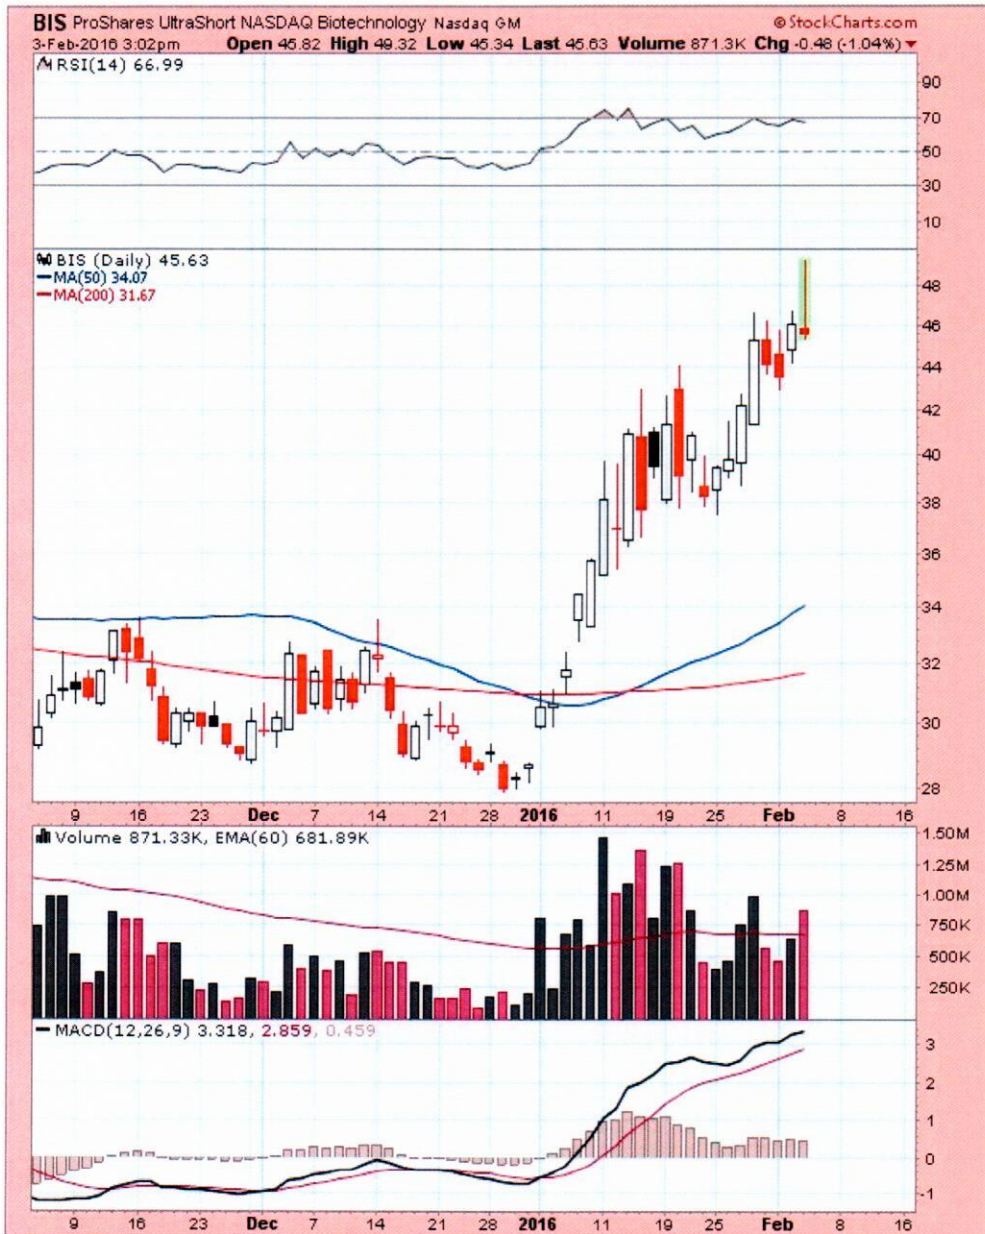 BIS ProShares UltraShort NASDAQ Biotechnology Nasdaq GM © StockCharts.com
3-Feb-2016 3:02pm Open 45.82 High 49.32 Low 45.34 Last 45.63 Volume 871.3K Chg -0.48 (-1.04%)
RSI(14) 66.99
90
70
50
30
10
BIS (Daily) 45.63
MA(50) 34.07
MA(200) 31.67
48
46
44
42
40
38
36
34
32
30
28
9 16 23 Dec 7 14 21 28 2016 11 19 25 Feb 8 16
Volume 871.33K, EMA(60) 681.89K
1.50M
1.25M
1.00M
750K
500K
250K
MACD(12,26,9) 3.318, 2.859, 0.459
3
2
1
0
-1
9 16 23 Dec 7 14 21 28 2016 11 19 25 Feb 8 16